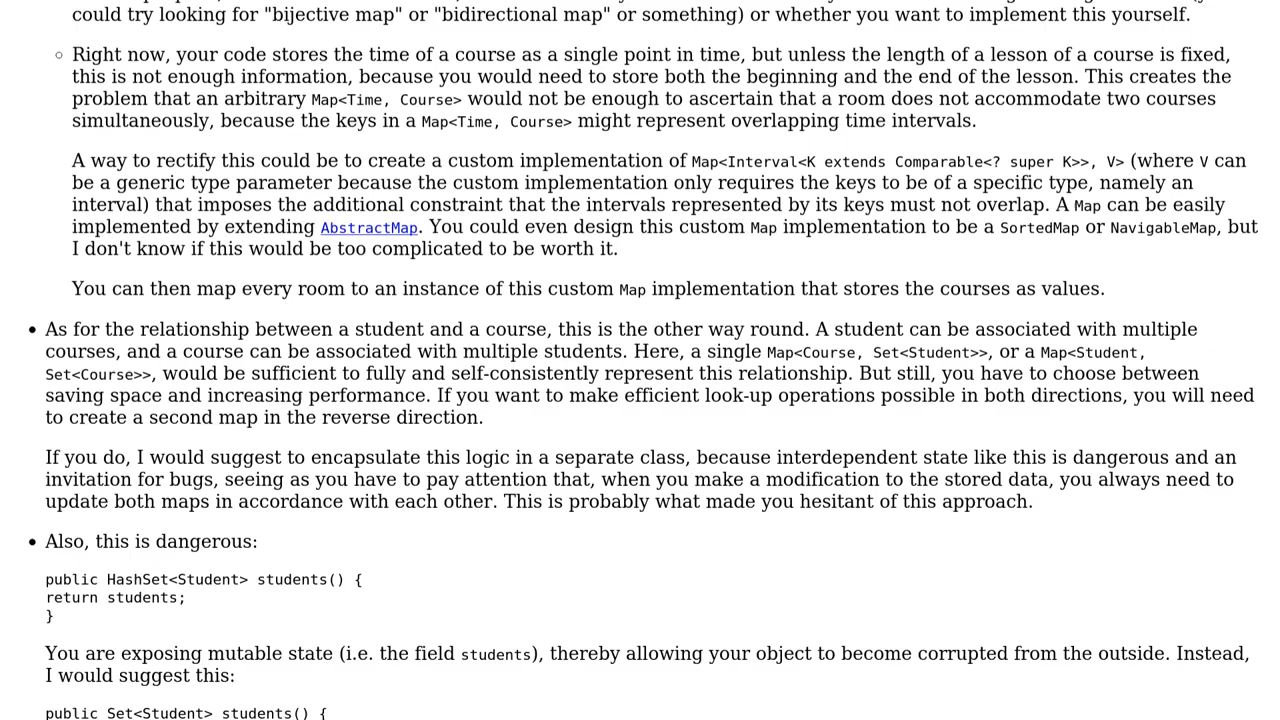 could try looking for "bijective map" or "bidirectional map" or something) or whether you want to implement this yourself.
Right now, your code stores the time of a course as a single point in time, but unless the length of a lesson of a course is fixed,
this is not enough information, because you would need to store both the beginning and the end of the lesson. This creates the
problem that an arbitrary Map<Time, Course> would not be enough to ascertain that a room does not accommodate two courses
simultaneously, because the keys in a Map<Time, Course> might represent overlapping time intervals.
A way to rectify this could be to create a custom implementation of Map<Interval<K extends Comparable<? super K>>, V> (where V can
be a generic type parameter because the custom implementation only requires the keys to be of a specific type, namely an
interval) that imposes the additional constraint that the intervals represented by its keys must not overlap. A Map can be easily
implemented by extending AbstractMap. You could even design this custom Map implementation to be a SortedMap or NavigableMap, but
I don't know if this would be too complicated to be worth it.
You can then map every room to an instance of this custom Map implementation that stores the courses as values.
As for the relationship between a student and a course, this is the other way round. A student can be associated with multiple
courses, and a course can be associated with multiple students. Here, a single Map<Course, Set<Student>>, or a Map<Student,
Set<Course>>, would be sufficient to fully and self-consistently represent this relationship. But still, you have to choose between
saving space and increasing performance. If you want to make efficient look-up operations possible in both directions, you will need
to create a second map in the reverse direction.
If you do, I would suggest to encapsulate this logic in a separate class, because interdependent state like this is dangerous and an
invitation for bugs, seeing as you have to pay attention that, when you make a modification to the stored data, you always need to
update both maps in accordance with each other. This is probably what made you hesitant of this approach.
Also, this is dangerous:
public HashSet<Student> students() {
return students;
}
You are exposing mutable state (i.e. the field students), thereby allowing your object to become corrupted from the outside. Instead,
I would suggest this:
public Set<Student> students() {